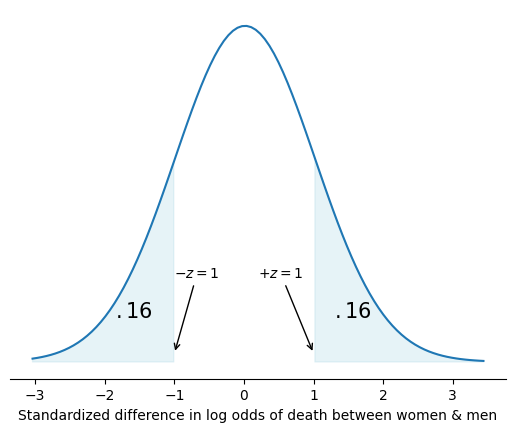 −z = 1
+z = 1
.16
.16
−3 −2 −1 0 1 2 3
Standardized difference in log odds of death between women & men